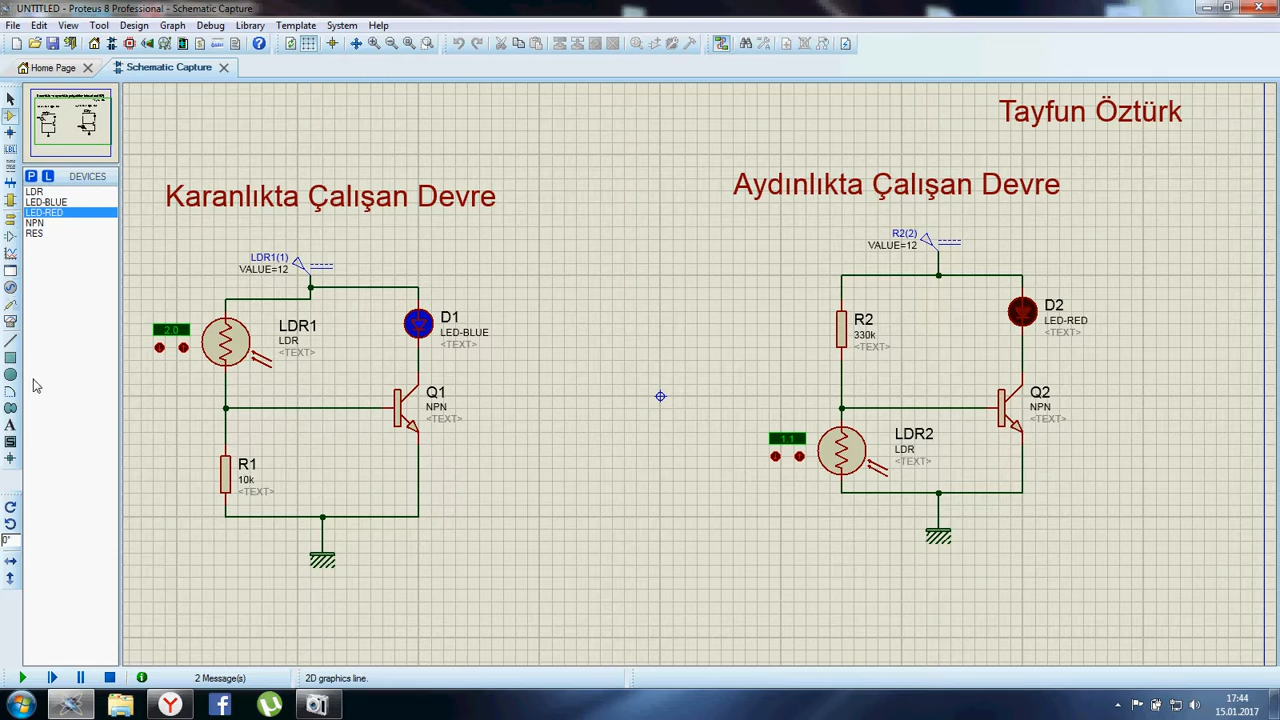 UNTITLED - Proteus 8 Professional - Schematic Capture
File Edit View Tool Design Graph Debug Library Template System Help
Home Page
Schematic Capture
Tayfun Öztürk
P L DEVICES
LDR
LED-BLUE
LED-RED
NPN
RES
Karanlıkta Çalışan Devre
LDR1(1)
VALUE=12
2.0
LDR1
LDR
<TEXT>
D1
LED-BLUE
<TEXT>
Q1
NPN
<TEXT>
R1
10k
<TEXT>
Aydınlıkta Çalışan Devre
R2(2)
VALUE=12
R2
330k
<TEXT>
D2
LED-RED
<TEXT>
Q2
NPN
<TEXT>
1.1
LDR2
LDR
<TEXT>
2 Message(s)
2D graphics line.
17:44
15.01.2017